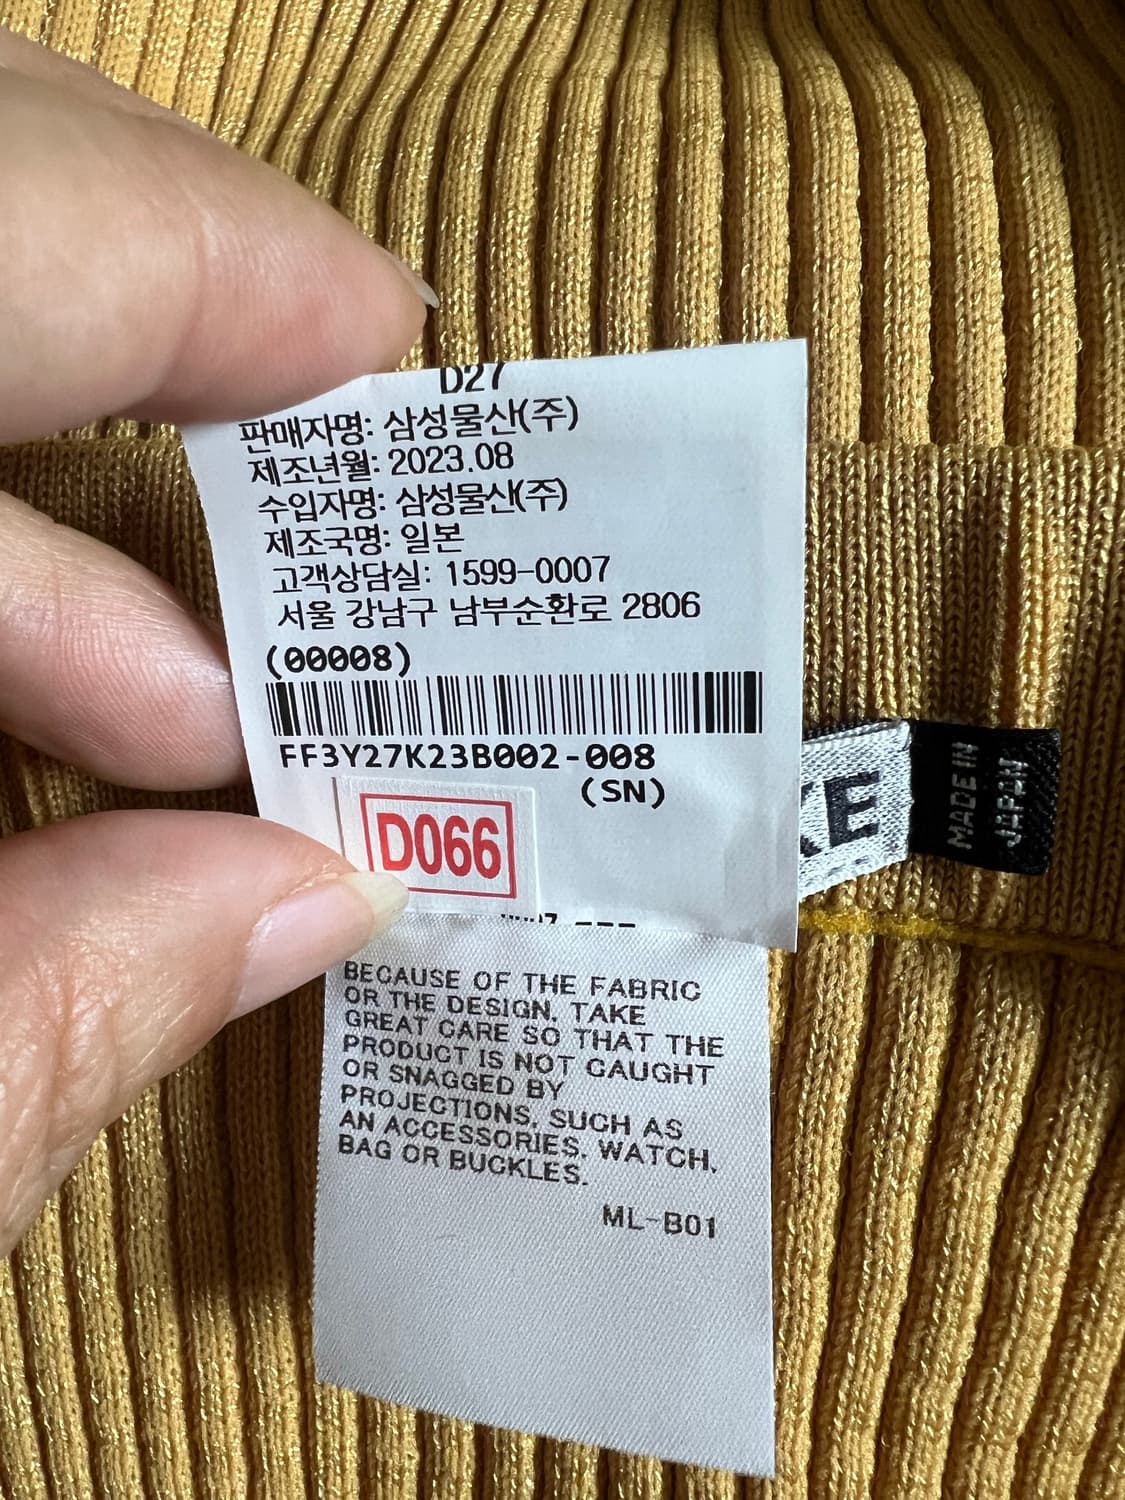 D27
판매자명: 삼성물산(주)
제조년월: 2023.08
수입자명: 삼성물산(주)
제조국명: 일본
고객상담실: 1599-0007
서울 강남구 남부순환로 2806
(00008)
FF3Y27K23B002-008
(SN)
D066
KE
MADE IN
JAPAN
BECAUSE OF THE FABRIC
OR THE DESIGN, TAKE
GREAT CARE SO THAT THE
PRODUCT IS NOT CAUGHT
OR SNAGGED BY
PROJECTIONS, SUCH AS
AN ACCESSORIES, WATCH,
BAG OR BUCKLES.
ML-B01